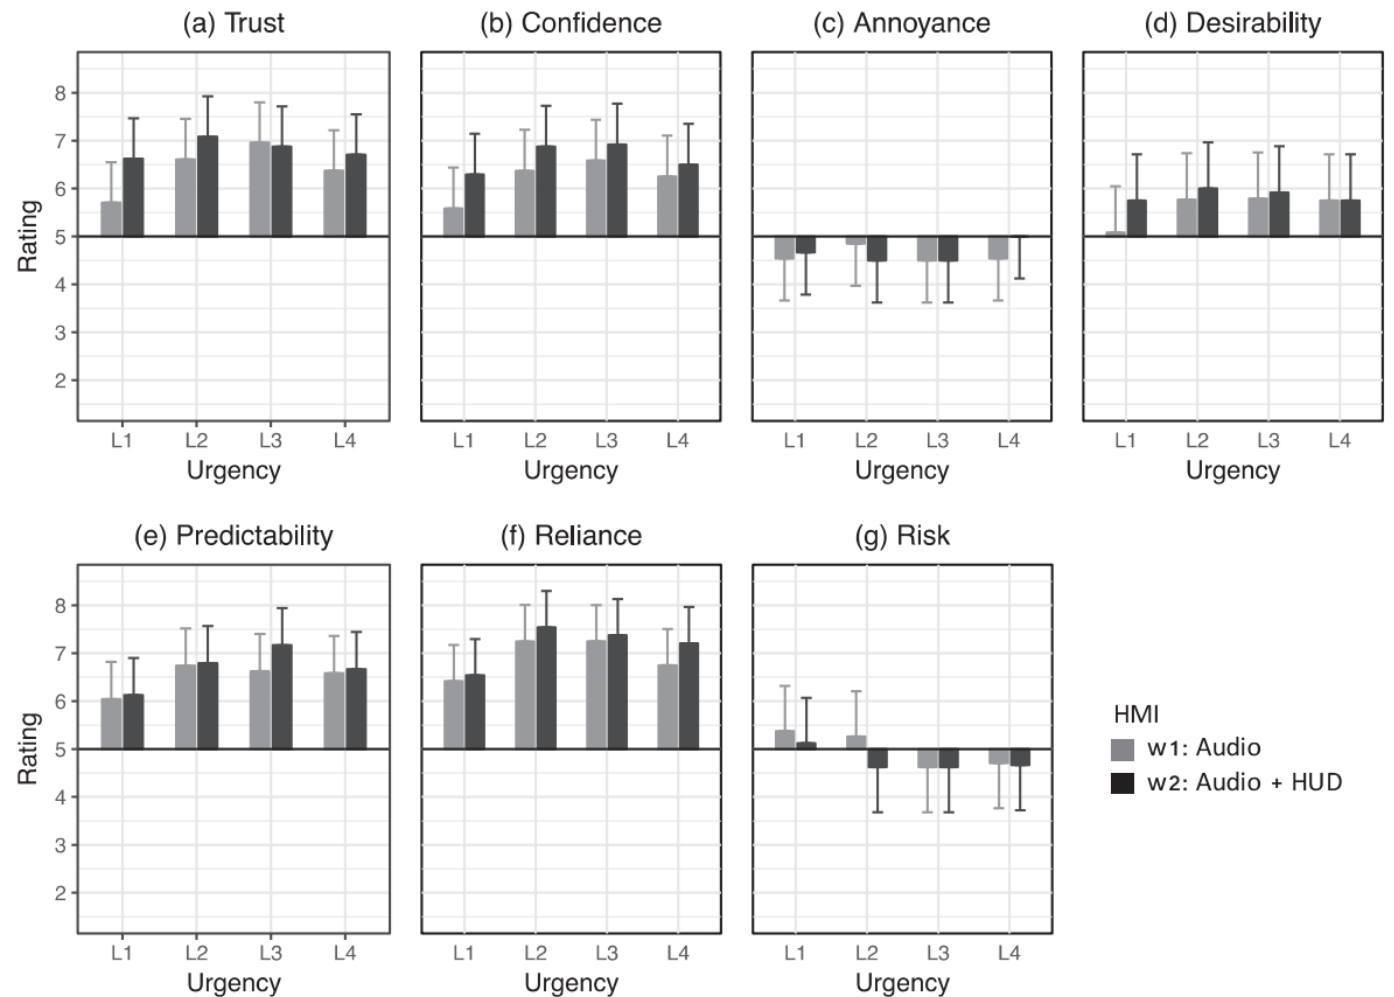 (a) Trust
(b) Confidence
(c) Annoyance
(d) Desirability
Rating
8
7
6
5
4
3
2
L1 L2 L3 L4
L1 L2 L3 L4
L1 L2 L3 L4
L1 L2 L3 L4
Urgency
Urgency
Urgency
Urgency
(e) Predictability
(f) Reliance
(g) Risk
Rating
8
7
6
5
4
3
2
L1 L2 L3 L4
L1 L2 L3 L4
L1 L2 L3 L4
Urgency
Urgency
Urgency
HMI
w1: Audio
w2: Audio + HUD